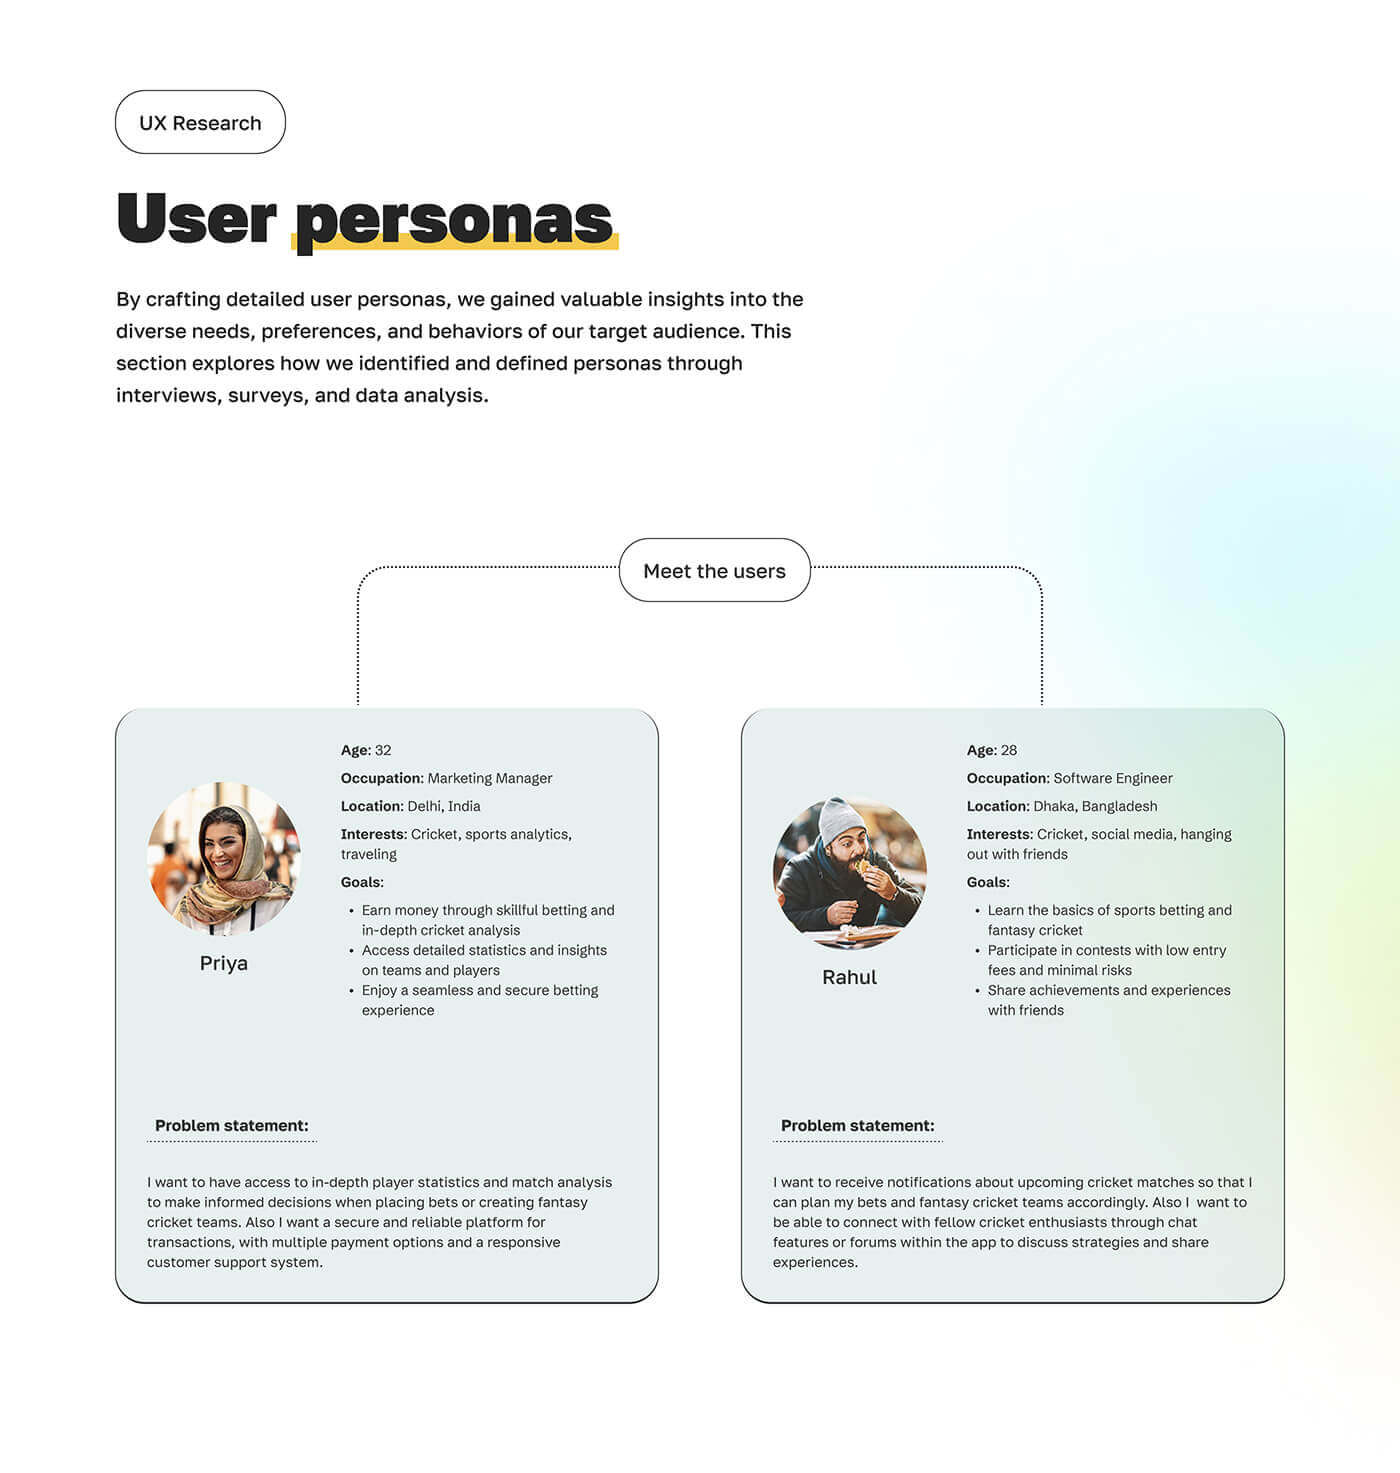 UX Research
User personas
By crafting detailed user personas, we gained valuable insights into the
diverse needs, preferences, and behaviors of our target audience. This
section explores how we identified and defined personas through
interviews, surveys, and data analysis.
Meet the users
Priya
Age: 32
Occupation: Marketing Manager
Location: Delhi, India
Interests: Cricket, sports analytics,
traveling
Goals:
• Earn money through skillful betting and
in-depth cricket analysis
• Access detailed statistics and insights
on teams and players
• Enjoy a seamless and secure betting
experience
Problem statement:
I want to have access to in-depth player statistics and match analysis
to make informed decisions when placing bets or creating fantasy
cricket teams. Also I want a secure and reliable platform for
transactions, with multiple payment options and a responsive
customer support system.
Rahul
Age: 28
Occupation: Software Engineer
Location: Dhaka, Bangladesh
Interests: Cricket, social media, hanging
out with friends
Goals:
• Learn the basics of sports betting and
fantasy cricket
• Participate in contests with low entry
fees and minimal risks
• Share achievements and experiences
with friends
Problem statement:
I want to receive notifications about upcoming cricket matches so that I
can plan my bets and fantasy cricket teams accordingly. Also I  want to
be able to connect with fellow cricket enthusiasts through chat
features or forums within the app to discuss strategies and share
experiences.